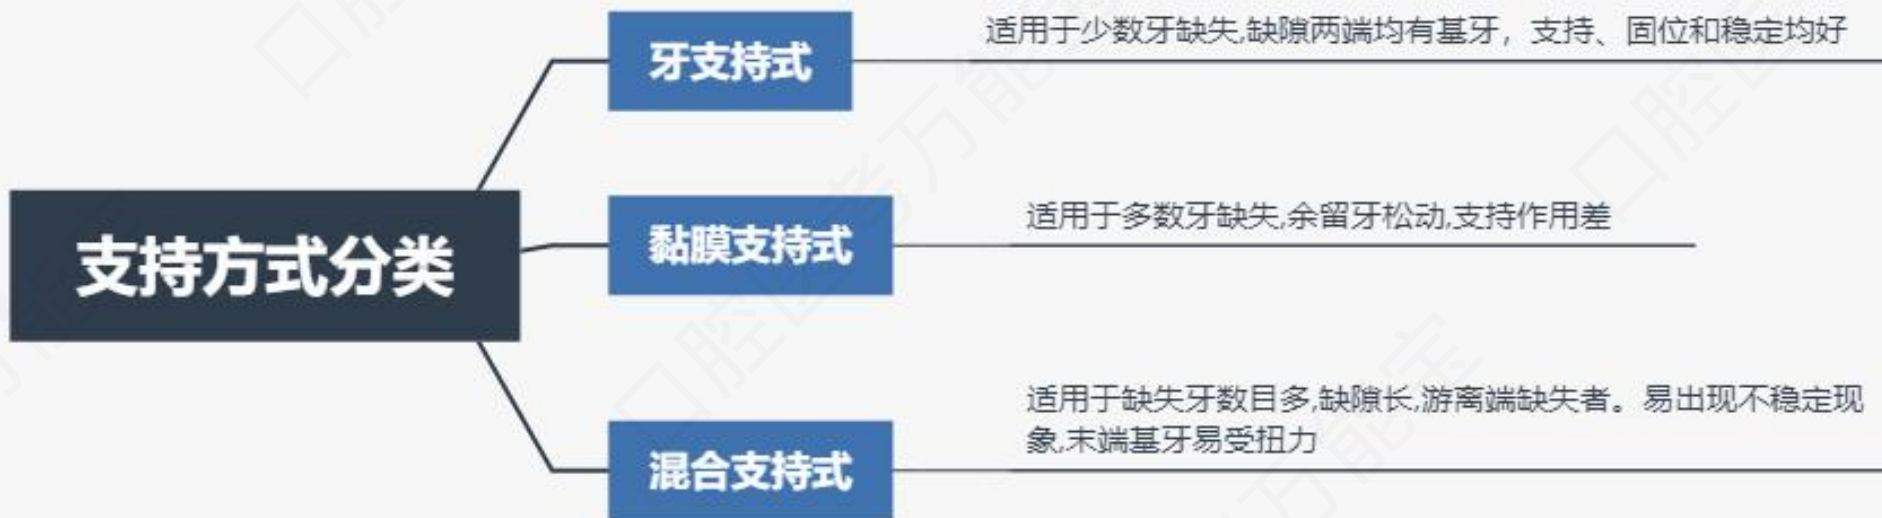 支持方式分类
牙支持式
适用于少数牙缺失,缺隙两端均有基牙，支持、固位和稳定均好
黏膜支持式
适用于多数牙缺失,余留牙松动,支持作用差
混合支持式
适用于缺失牙数目多,缺隙长,游离端缺失者。易出现不稳定现
象,末端基牙易受扭力